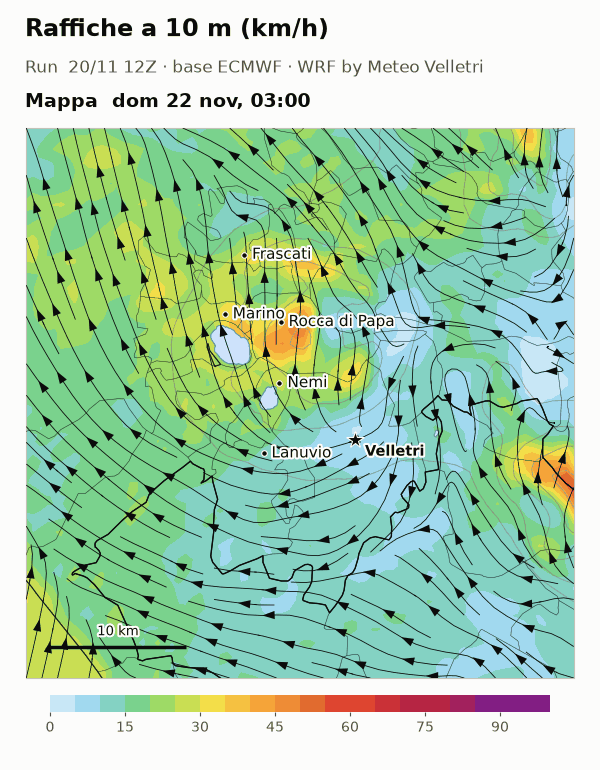 Raffiche a 10 m (km/h)
Run 20/11 12Z · base ECMWF · WRF by Meteo Velletri
Mappa dom 22 nov, 03:00
Frascati
Marino
Rocca di Papa
Nemi
Velletri
Lanuvio
10 km
0 15 30 45 60 75 90